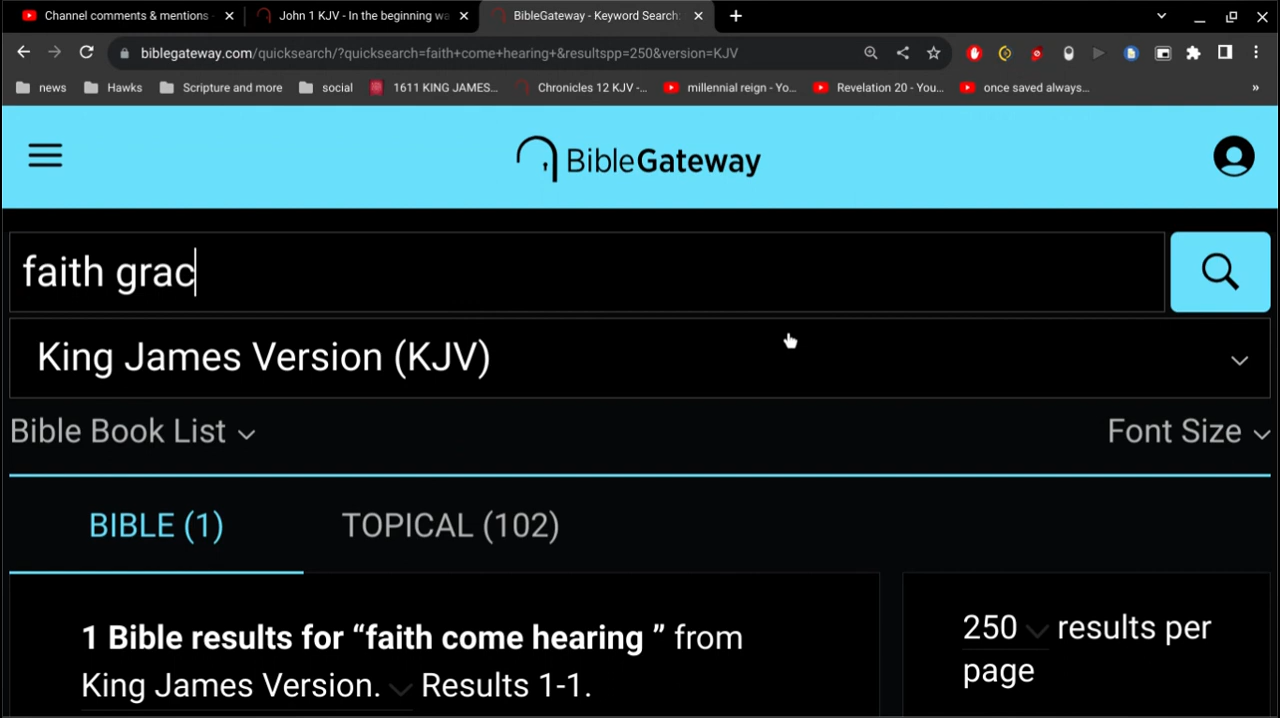 Channel comments & mentions
John 1 KJV - In the beginning wa
BibleGateway - Keyword Search:
biblegateway.com/quicksearch/?quicksearch=faith+come+hearing+&resultspp=250&version=KJV
news Hawks Scripture and more social 1611 KING JAMES... Chronicles 12 KJV -... millennial reign - Yo... Revelation 20 - You... once saved always... »
BibleGateway
faith grac
King James Version (KJV)
Bible Book List Font Size
BIBLE (1) TOPICAL (102)
1 Bible results for “faith come hearing ” from
King James Version. Results 1-1.
250 results per
page